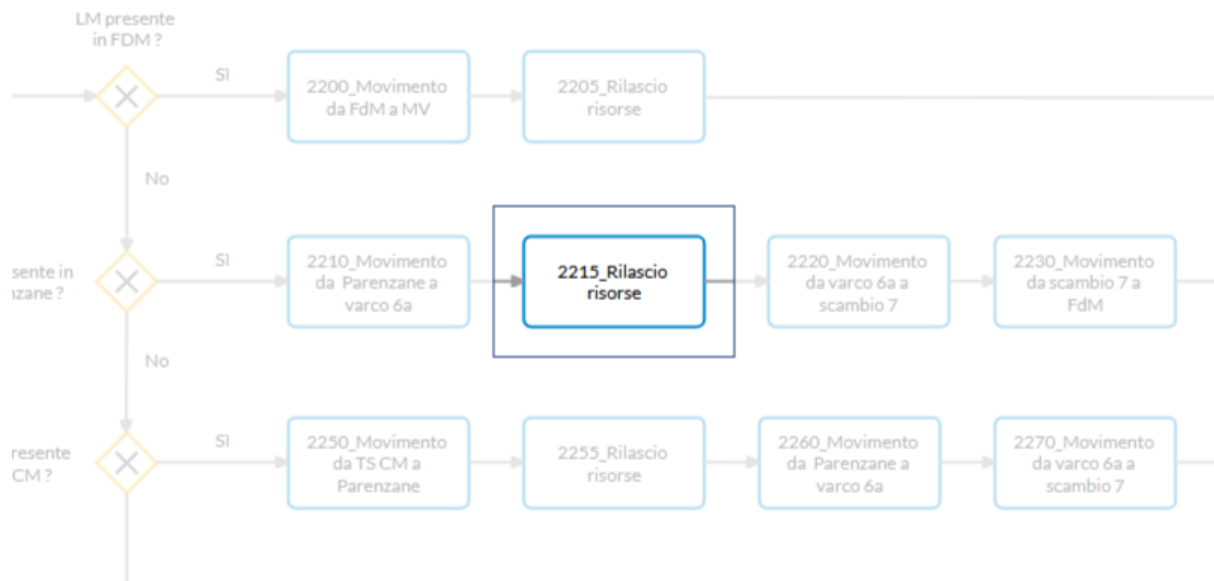 LM presente
in FDM ?
Sì
2200_Movimento
da FdM a MV
2205_Rilascio
risorse
No
sente in
nzane ?
Sì
2210_Movimento
da Parenzane a
varco 6a
2215_Rilascio
risorse
2220_Movimento
da varco 6a a
scambio 7
2230_Movimento
da scambio 7 a
FdM
No
resente
CM ?
Sì
2250_Movimento
da TS CM a
Parenzane
2255_Rilascio
risorse
2260_Movimento
da Parenzane a
varco 6a
2270_Movimento
da varco 6a a
scambio 7